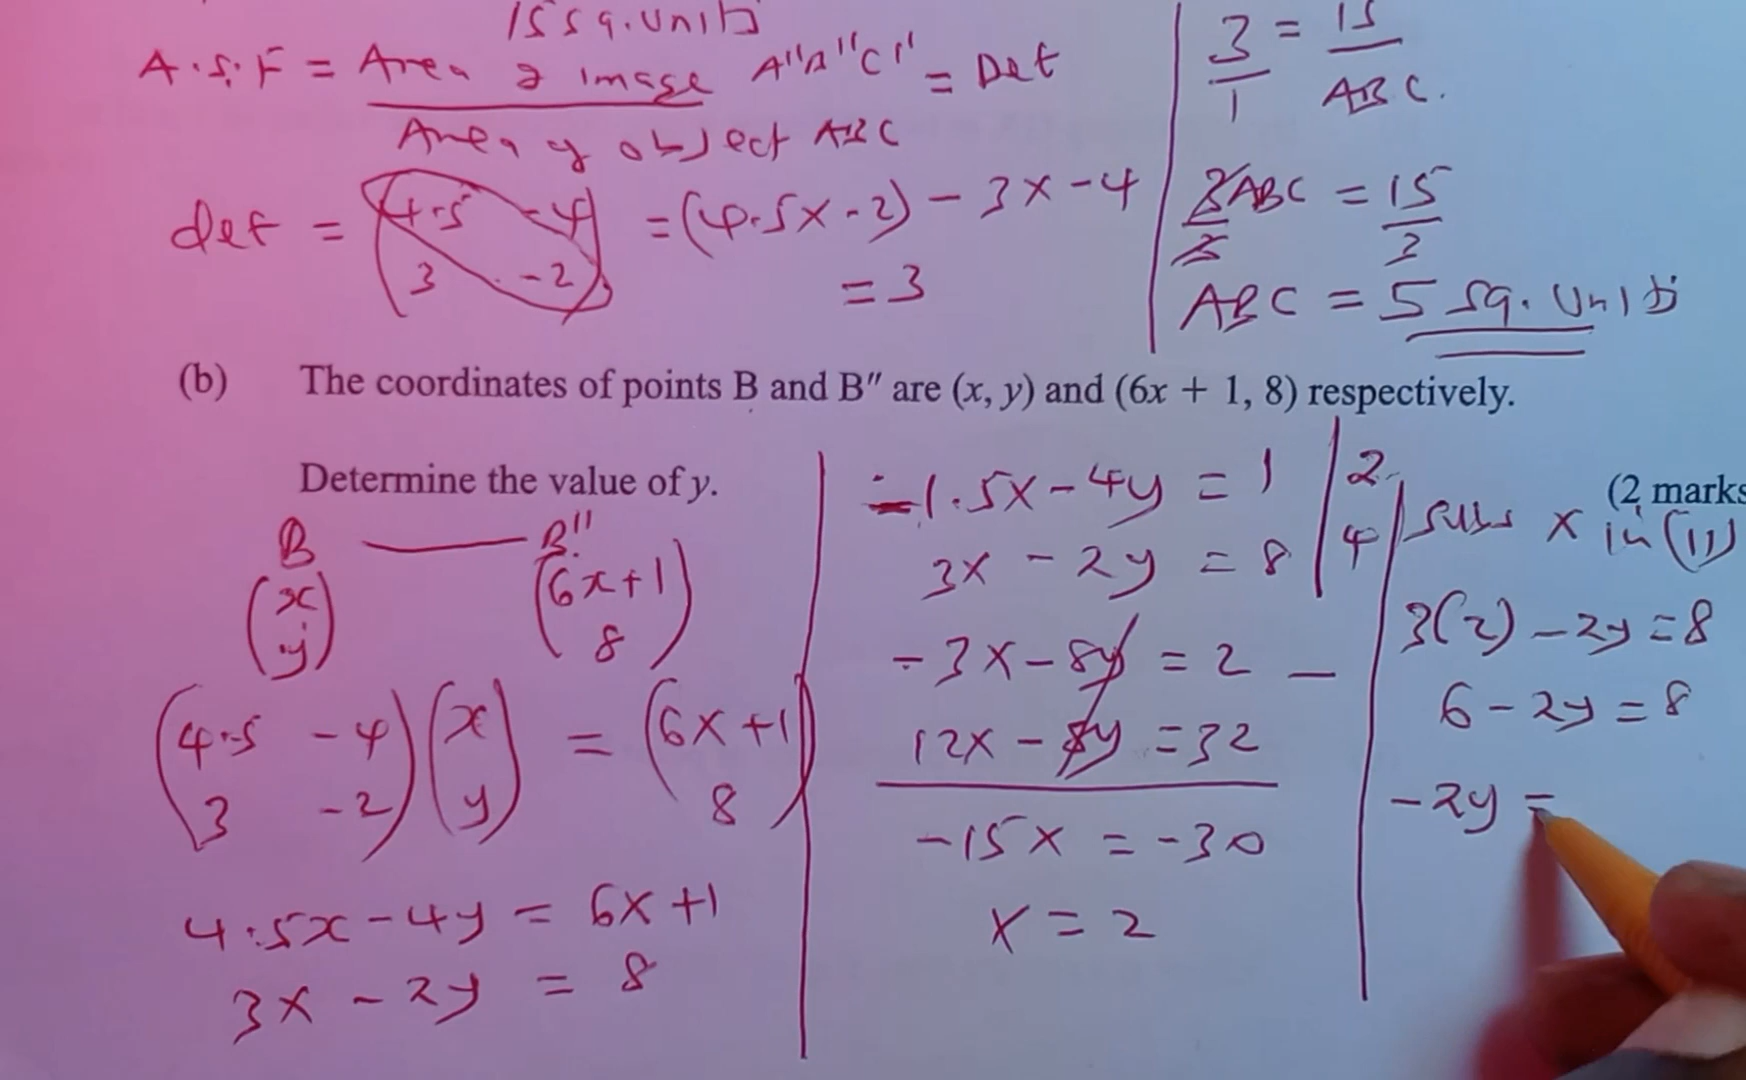 15 sq. units
A.S.F = Area of image A''B''C'' = Det
Area of object ABC
det = (4.5 -4
3 -2) = (4.5x-2) - 3x-4
= 3
3/1 = 15/ABC.
3ABC/3 = 15/3
ABC = 5 sq. units
(b) The coordinates of points B and B″ are (x, y) and (6x + 1, 8) respectively.
Determine the value of y.
(2 marks
B — B''
(x
y) (6x+1
8)
(4.5 -4
3 -2) (x
y) = (6x+1
8)
4.5x-4y = 6x+1
3x - 2y = 8
-1.5x-4y = 1 | 2
3x - 2y = 8 | 4
-3x-8y = 2 -
12x-8y = 32
-15x = -30
x = 2
subs x in (ii)
3(2) - 2y = 8
6 - 2y = 8
-2y =